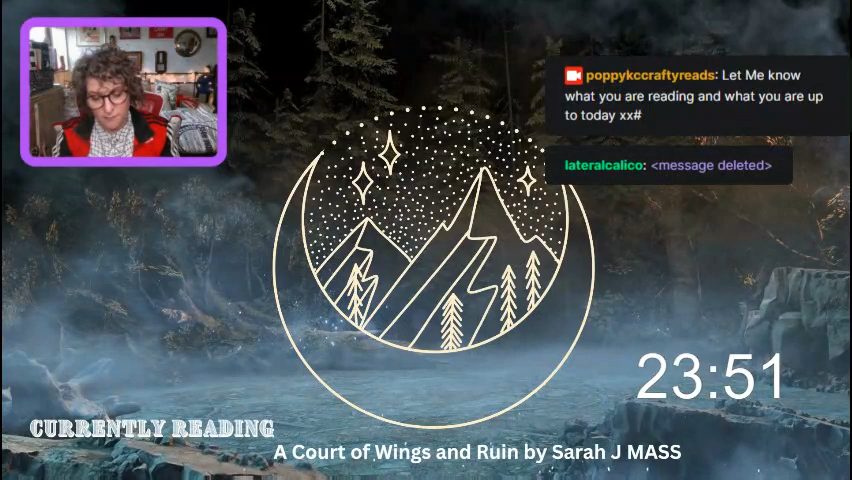 poppykccraftyreads: Let Me know
what you are reading and what you are up
to today xx#
lateralcalico: <message deleted>
23:51
CURRENTLY READING
A Court of Wings and Ruin by Sarah J MASS